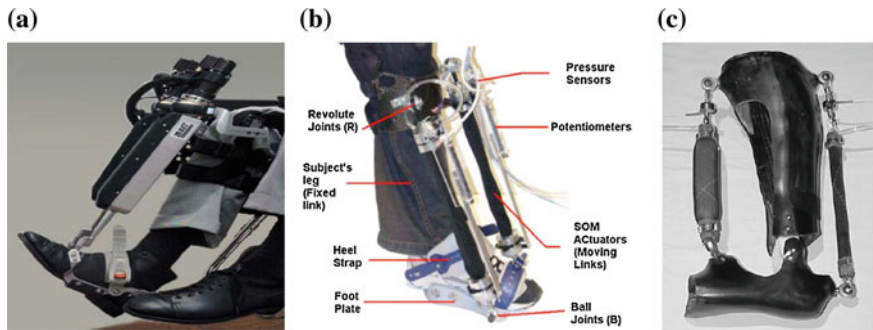 (a)
(b)
(c)
Pressure
Sensors
Revolute
Joints (R)
Potentiometers
Subject's
leg
(Fixed
link)
SOM
ACtuators
(Moving
Links)
Heel
Strap
Foot
Plate
Ball
Joints (B)